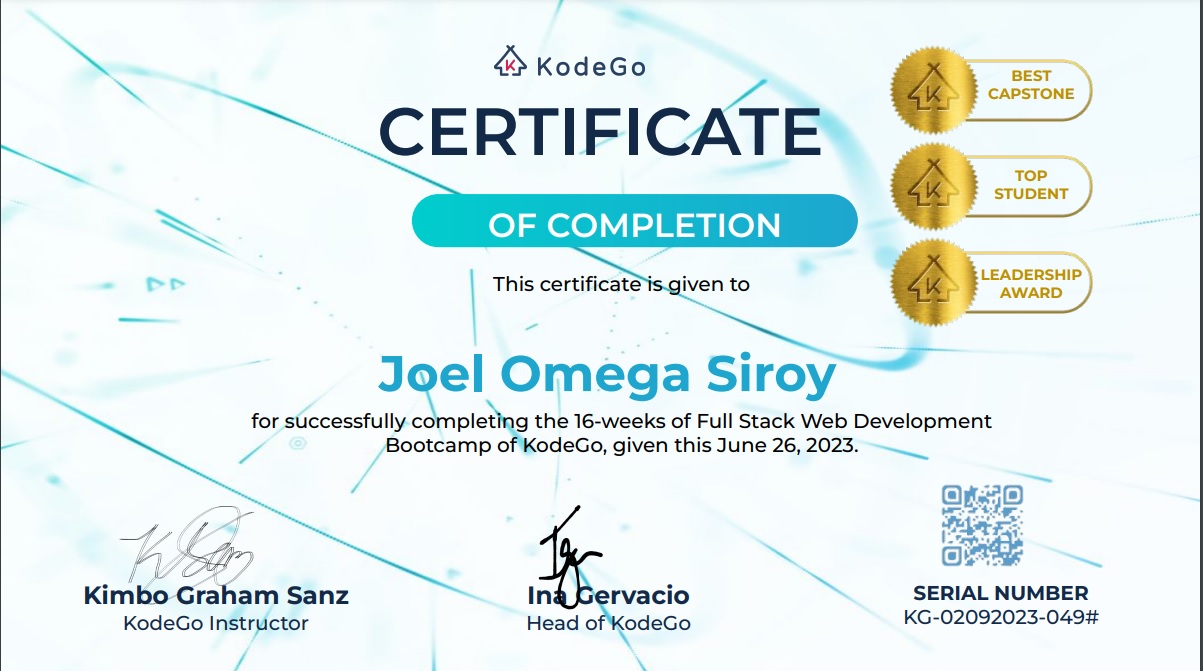 KodeGo
CERTIFICATE
OF COMPLETION
This certificate is given to
Joel Omega Siroy
for successfully completing the 16-weeks of Full Stack Web Development
Bootcamp of KodeGo, given this June 26, 2023.
BEST
CAPSTONE
TOP
STUDENT
LEADERSHIP
AWARD
Kimbo Graham Sanz
KodeGo Instructor
Ina Gervacio
Head of KodeGo
SERIAL NUMBER
KG-02092023-049#